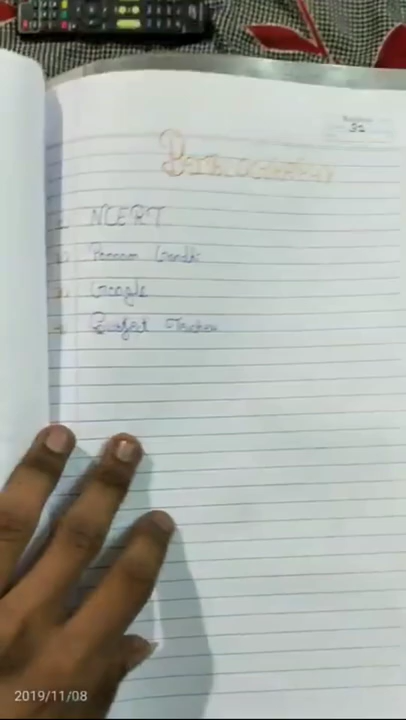 BIBLIOGRAPHY
NCERT
Poonam Gandhi
Google
Subject Teacher
2019/11/08